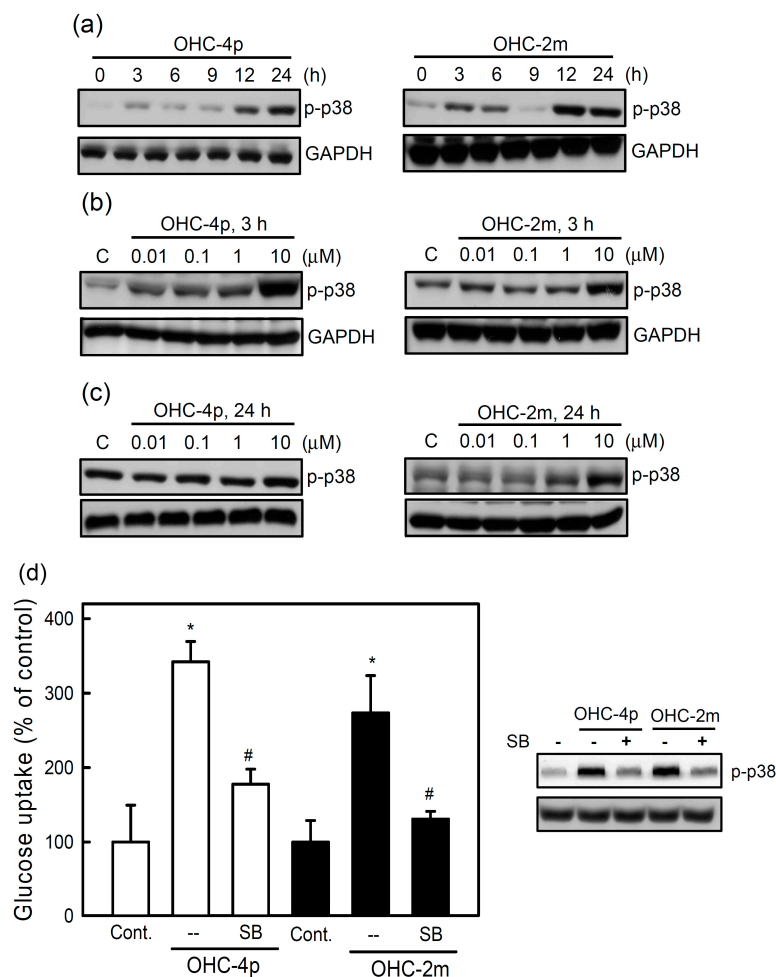 (a)
OHC-4p
OHC-2m
0 3 6 9 12 24 (h)
0 3 6 9 12 24 (h)
p-p38
p-p38
GAPDH
GAPDH
(b)
OHC-4p, 3 h
OHC-2m, 3 h
C 0.01 0.1 1 10 (μM)
C 0.01 0.1 1 10 (μM)
p-p38
p-p38
GAPDH
GAPDH
(c)
OHC-4p, 24 h
OHC-2m, 24 h
C 0.01 0.1 1 10 (μM)
C 0.01 0.1 1 10 (μM)
p-p38
p-p38
(d)
Glucose uptake (% of control)
400
300
200
100
0
* # * #
Cont. -- SB Cont. -- SB
OHC-4p OHC-2m
OHC-4p OHC-2m
SB - - + - +
p-p38